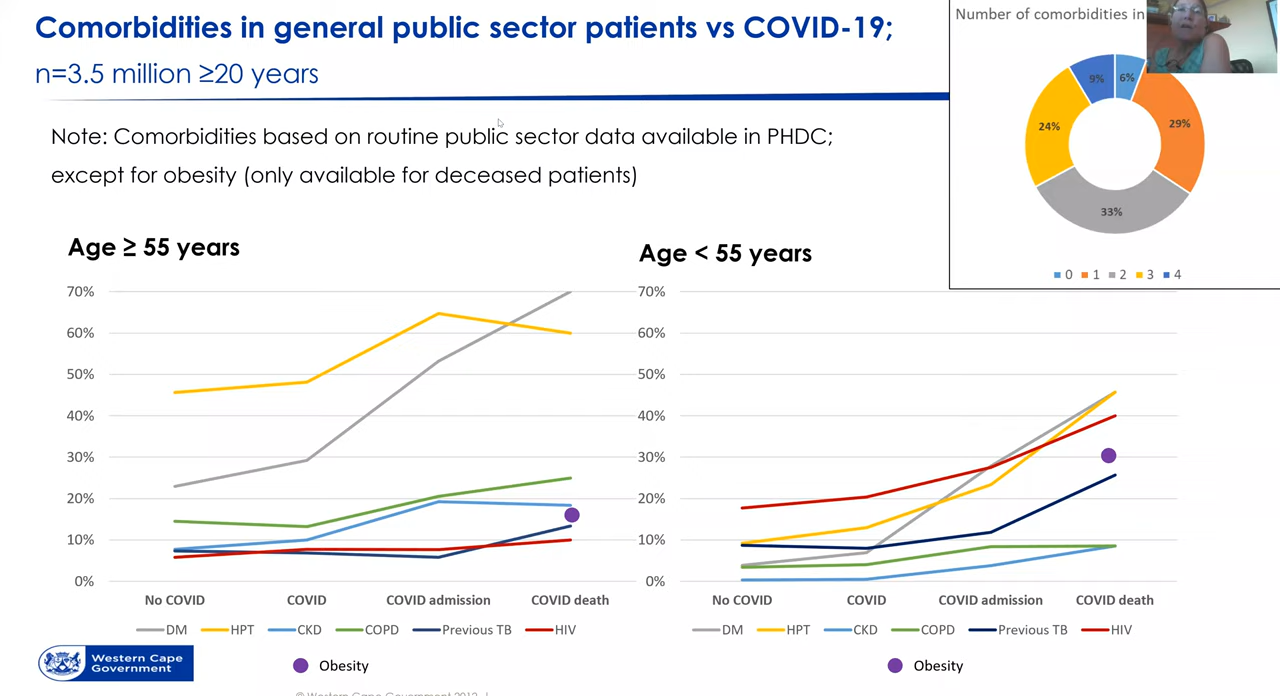 Comorbidities in general public sector patients vs COVID-19;
n=3.5 million ≥20 years
Number of comorbidities in
9%
6%
24%
29%
33%
0 1 2 3 4
Note: Comorbidities based on routine public sector data available in PHDC;
except for obesity (only available for deceased patients)
Age ≥ 55 years
70%
60%
50%
40%
30%
20%
10%
0%
No COVID COVID COVID admission COVID death
DM HPT CKD COPD Previous TB HIV
Obesity
Age < 55 years
70%
60%
50%
40%
30%
20%
10%
0%
No COVID COVID COVID admission COVID death
DM HPT CKD COPD Previous TB HIV
Obesity
Western Cape
Government
© Western Cape Government 2012 |